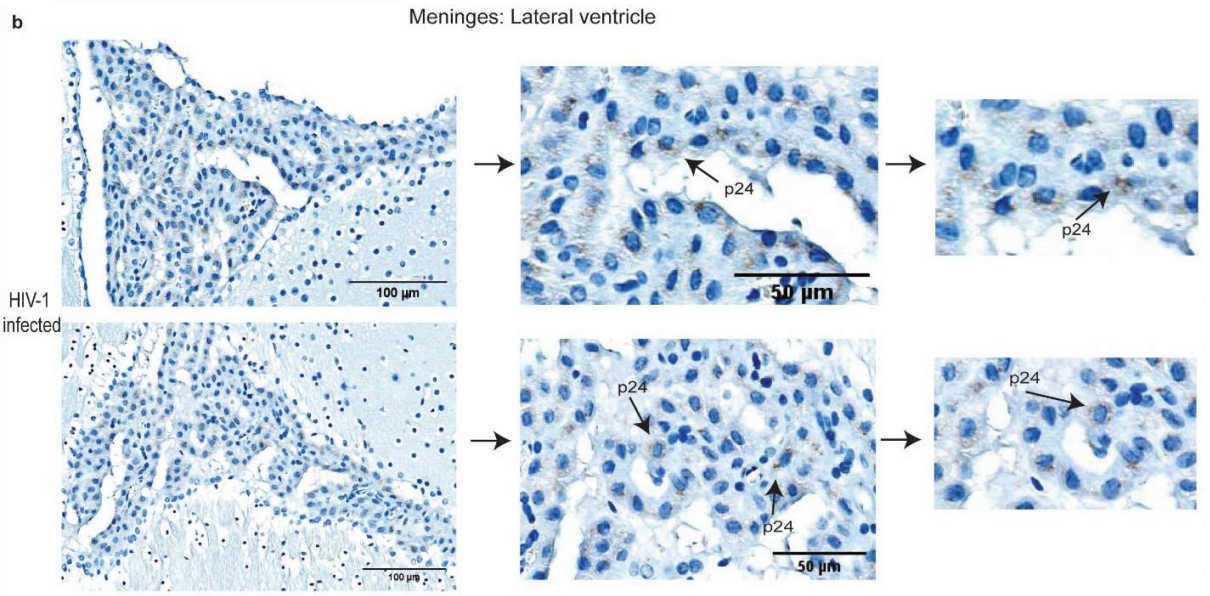 b
Meninges: Lateral ventricle
100 µm
p24
50 µm
p24
HIV-1
infected
100 µm
p24
p24
50 µm
p24